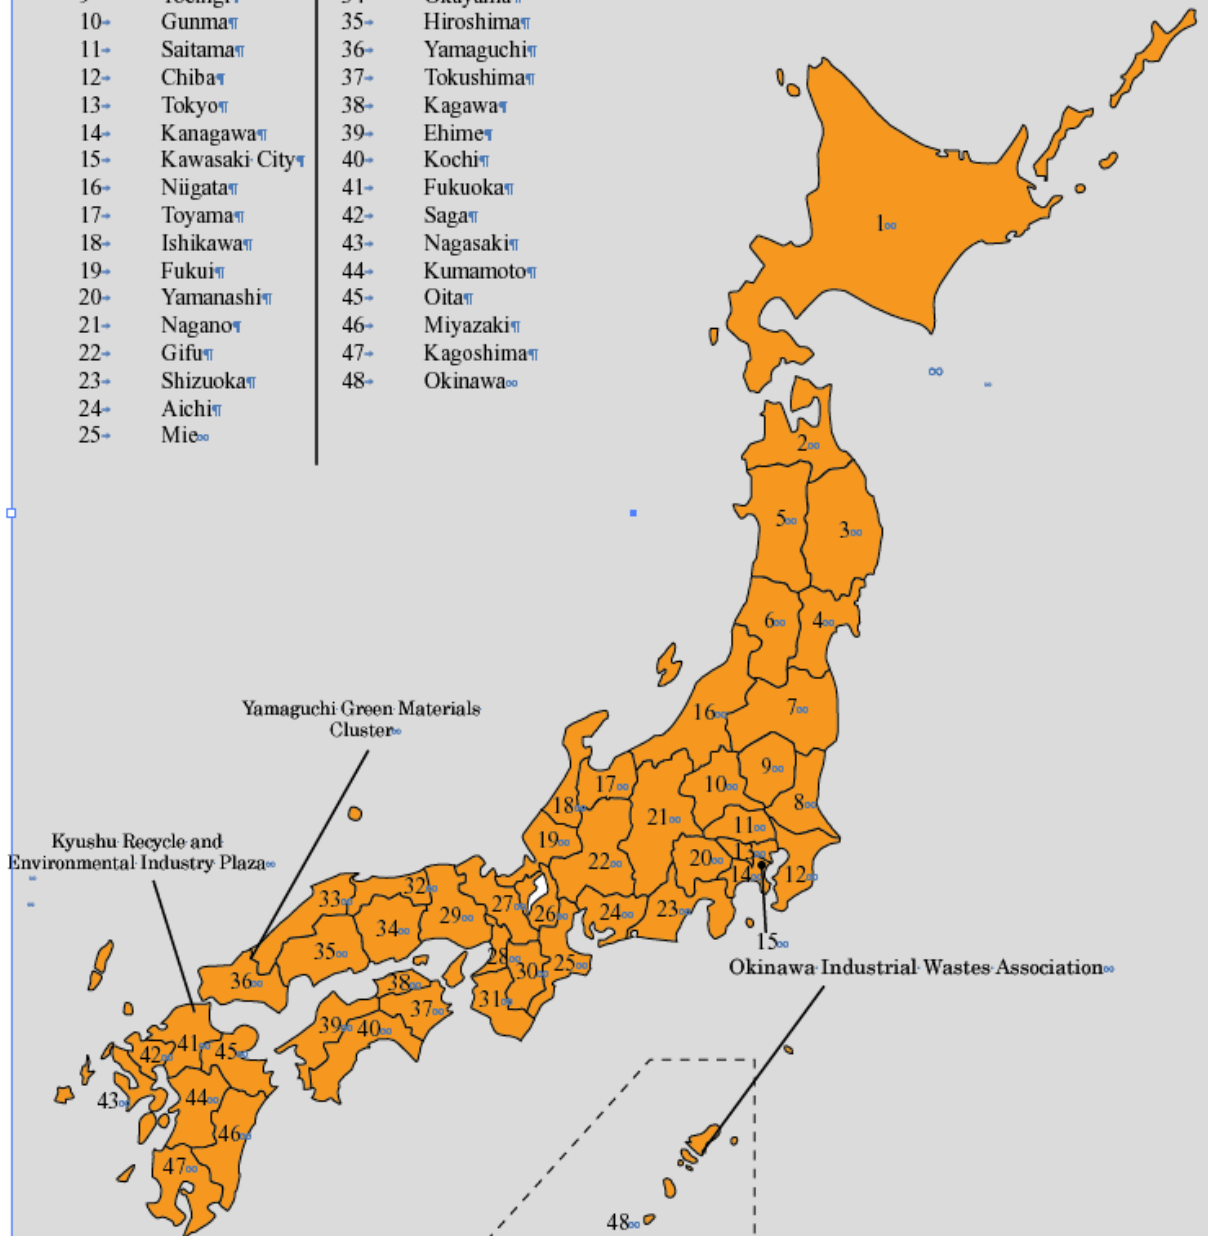 10 Gunma
11 Saitama
12 Chiba
13 Tokyo
14 Kanagawa
15 Kawasaki City
16 Niigata
17 Toyama
18 Ishikawa
19 Fukui
20 Yamanashi
21 Nagano
22 Gifu
23 Shizuoka
24 Aichi
25 Mie
35 Hiroshima
36 Yamaguchi
37 Tokushima
38 Kagawa
39 Ehime
40 Kochi
41 Fukuoka
42 Saga
43 Nagasaki
44 Kumamoto
45 Oita
46 Miyazaki
47 Kagoshima
48 Okinawa
1
2
5
3
6
4
7
16
9
10
17
8
18
21
11
19
13
20
22
14
12
32
33
27
26
24
23
29
34
15
35
28
25
30
36
38
31
37
39
40
41
42
45
44
43
46
47
48
Yamaguchi Green Materials
Cluster
Kyushu Recycle and
Environmental Industry Plaza
Okinawa Industrial Wastes Association